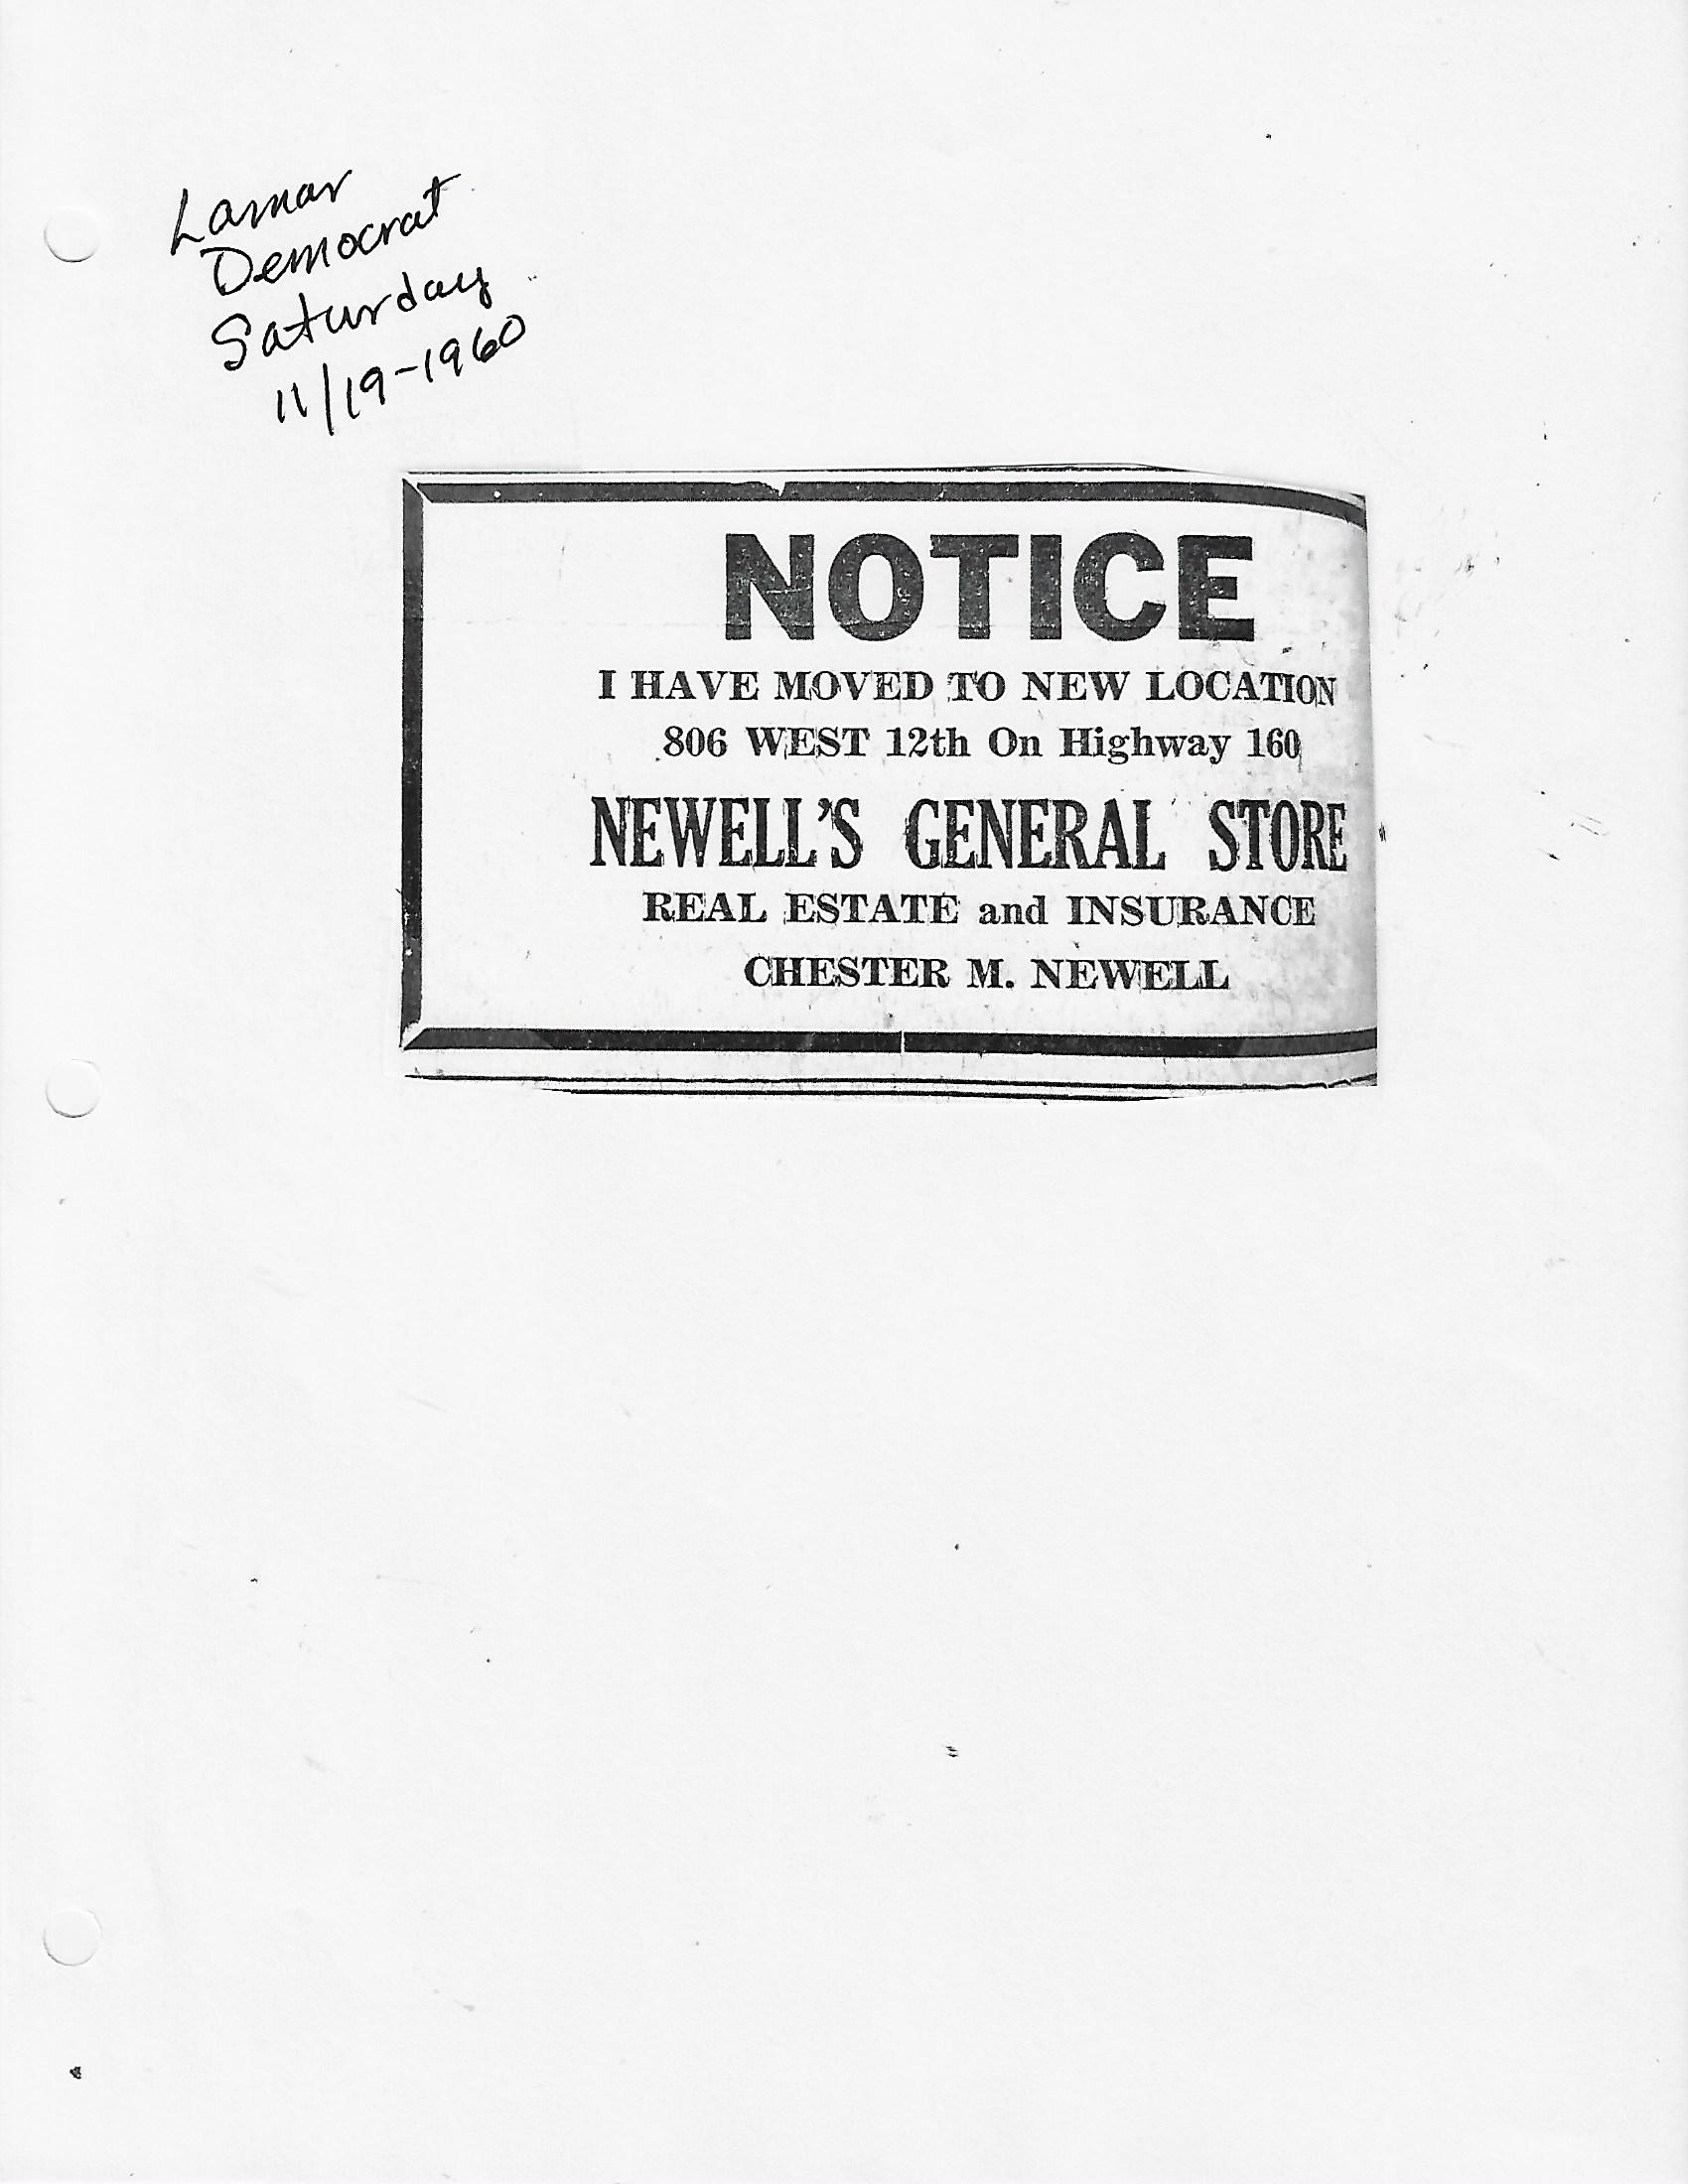 Lamar
Democrat
Saturday
11/19-1960
NOTICE
I HAVE MOVED TO NEW LOCATION
806 WEST 12th On Highway 160
NEWELL'S GENERAL STORE
REAL ESTATE and INSURANCE
CHESTER M. NEWELL